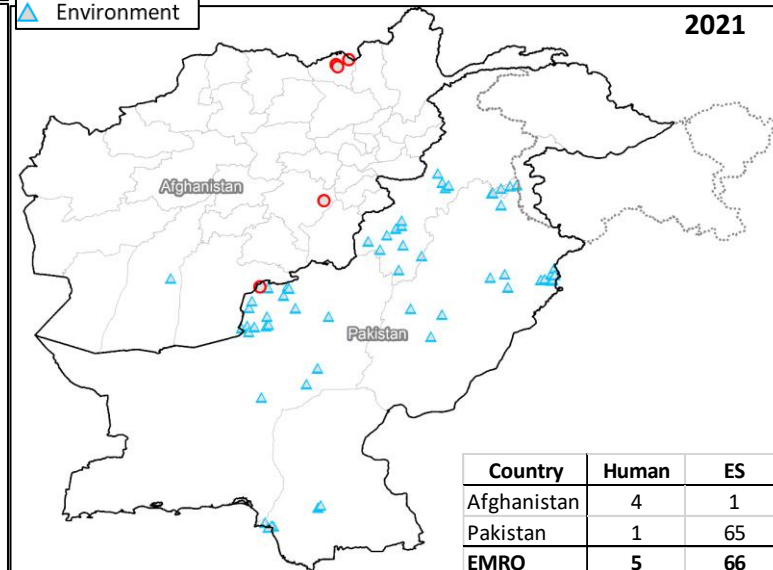 Environment
2021
Afghanistan
Pakistan
Country Human ES
Afghanistan 4 1
Pakistan 1 65
EMRO 5 66